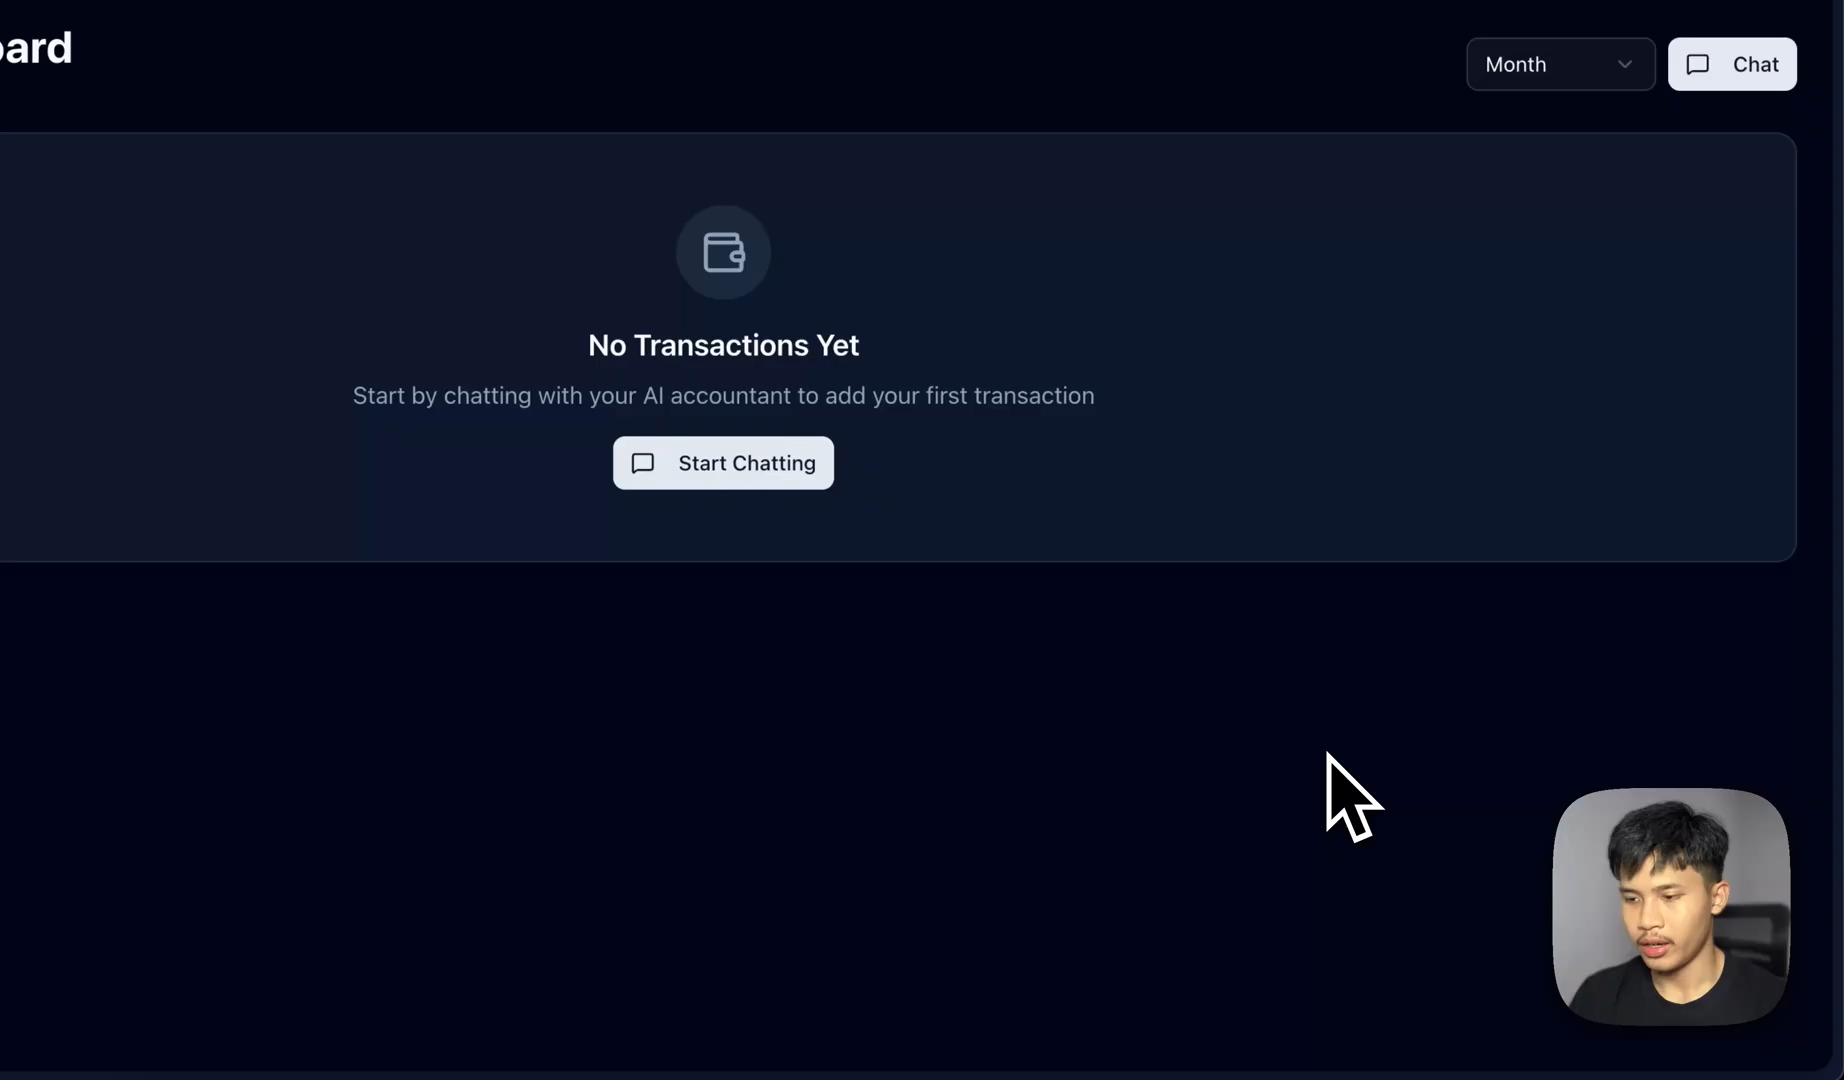 oard
Month
Chat
No Transactions Yet
Start by chatting with your AI accountant to add your first transaction
Start Chatting